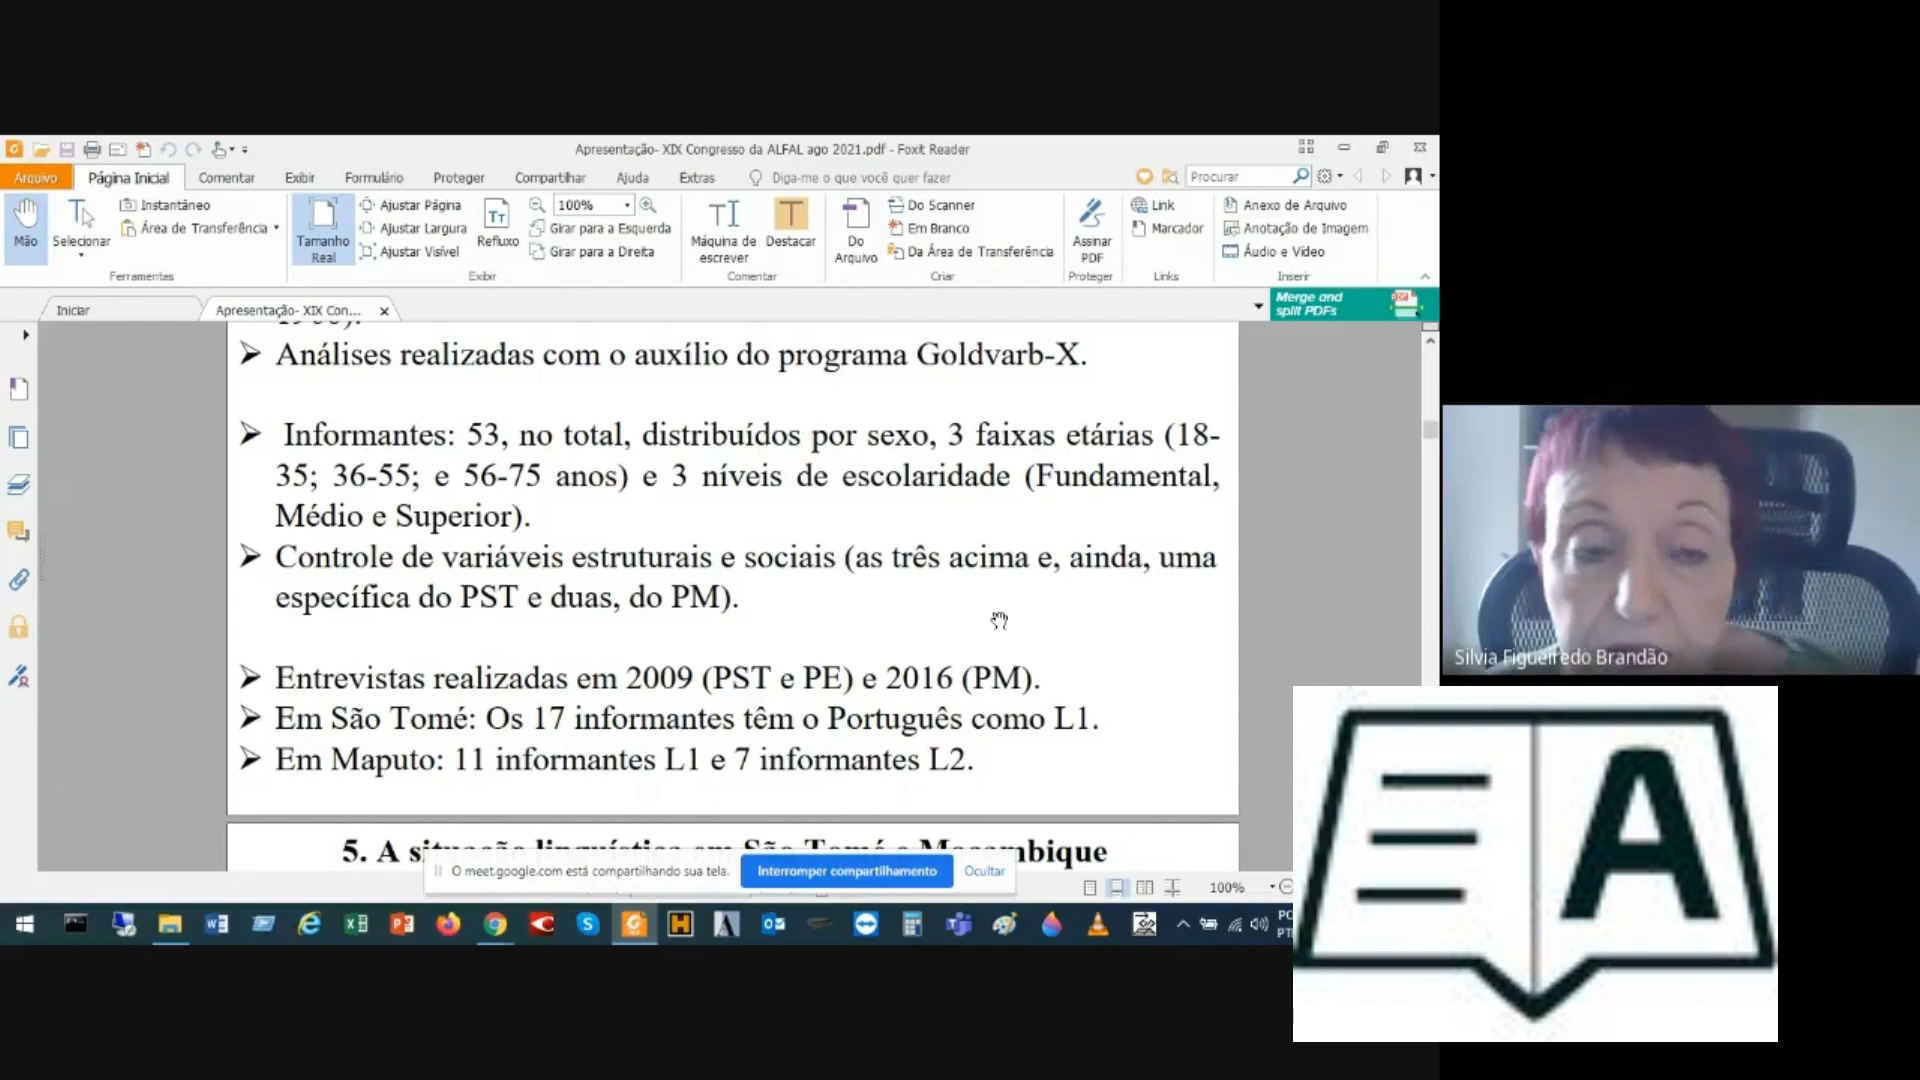 Apresentação- XIX Congresso da ALFAL ago 2021.pdf - Foxit Reader
Arquivo Página Inicial Comentar Exibir Formulário Proteger Compartilhar Ajuda Extras Diga-me o que você quer fazer Procurar
Mão
Selecionar
Instantâneo
Área de Transferência
Ferramentas
Tamanho Real
Ajustar Página
Ajustar Largura
Ajustar Visível
Refluxo
100%
Girar para a Esquerda
Girar para a Direita
Exibir
Máquina de escrever
Destacar
Comentar
Do Arquivo
Do Scanner
Em Branco
Da Área de Transferência
Criar
Assinar PDF
Proteger
Link
Marcador
Links
Anexo de Arquivo
Anotação de Imagem
Áudio e Vídeo
Inserir
Iniciar
Apresentação- XIX Con...
Merge and
split PDFs
Análises realizadas com o auxílio do programa Goldvarb-X.
Informantes: 53, no total, distribuídos por sexo, 3 faixas etárias (18-
35; 36-55; e 56-75 anos) e 3 níveis de escolaridade (Fundamental,
Médio e Superior).
Controle de variáveis estruturais e sociais (as três acima e, ainda, uma
específica do PST e duas, do PM).
Entrevistas realizadas em 2009 (PST e PE) e 2016 (PM).
Em São Tomé: Os 17 informantes têm o Português como L1.
Em Maputo: 11 informantes L1 e 7 informantes L2.
5. A situação linguística em São Tomé e Moçambique
O meet.google.com está compartilhando sua tela. Interromper compartilhamento Ocultar
100%
Silvia Figueiredo Brandão
A